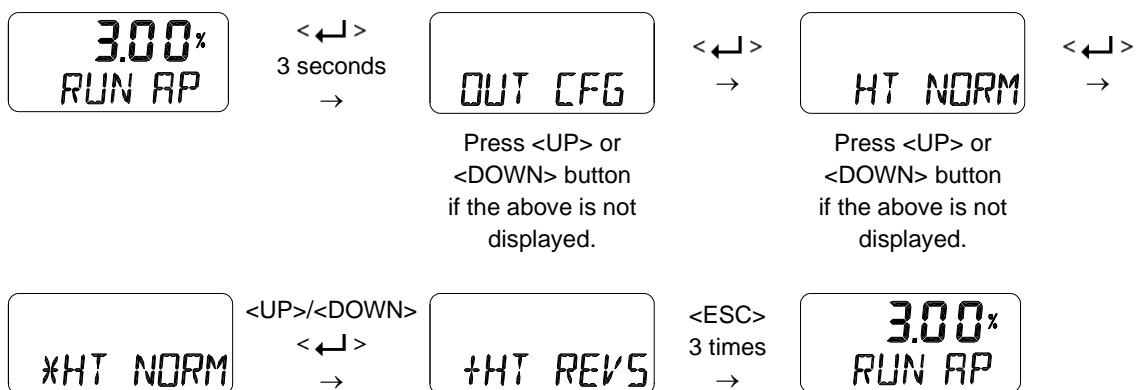 3.00%
RUN AP
<↵>
3 seconds
→
OUT CFG
Press <UP> or
<DOWN> button
if the above is not
displayed.
<↵>
→
HT NORM
Press <UP> or
<DOWN> button
if the above is not
displayed.
<↵>
→
*HT NORM
<UP>/<DOWN>
<↵>
→
+HT REVS
<ESC>
3 times
→
3.00%
RUN AP